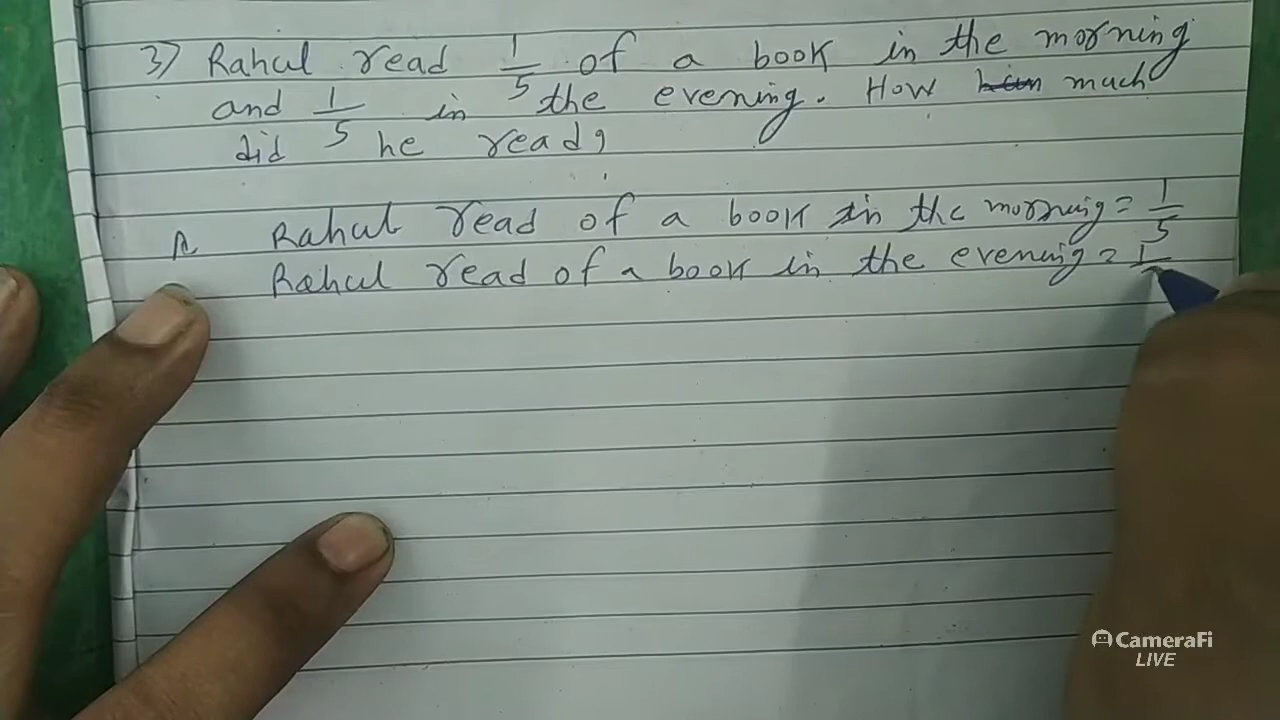 3) Rahul read 1/5 of a book in the morning
and 1/5 in the evening. How much
did he read,
A Rahul read of a book in the morning = 1/5
Rahul read of a book in the evening = 1
CameraFi
LIVE